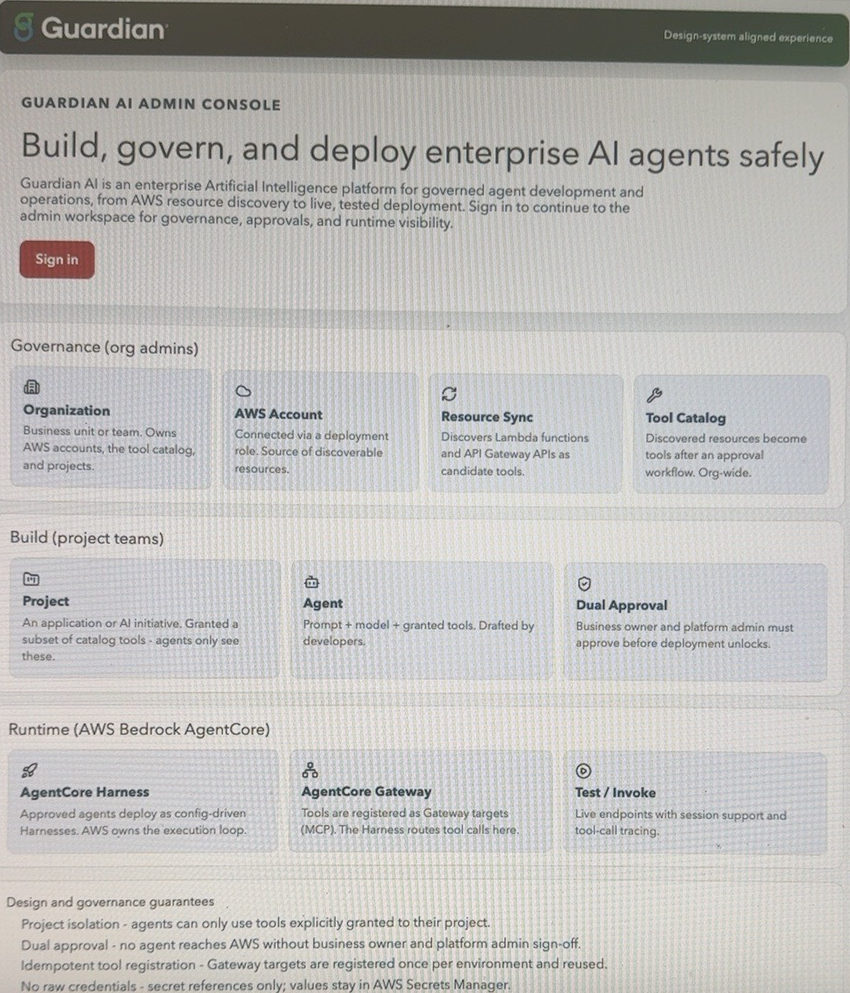 Guardian
Design-system aligned experience
GUARDIAN AI ADMIN CONSOLE
Build, govern, and deploy enterprise AI agents safely
Guardian AI is an enterprise Artificial Intelligence platform for governed agent development and
operations, from AWS resource discovery to live, tested deployment. Sign in to continue to the
admin workspace for governance, approvals, and runtime visibility.
Sign in
Governance (org admins)
Organization
Business unit or team. Owns
AWS accounts, the tool catalog,
and projects.
AWS Account
Connected via a deployment
role. Source of discoverable
resources.
Resource Sync
Discovers Lambda functions
and API Gateway APIs as
candidate tools.
Tool Catalog
Discovered resources become
tools after an approval
workflow. Org-wide.
Build (project teams)
Project
An application or AI initiative. Granted a
subset of catalog tools - agents only see
these.
Agent
Prompt + model + granted tools. Drafted by
developers.
Dual Approval
Business owner and platform admin must
approve before deployment unlocks.
Runtime (AWS Bedrock AgentCore)
AgentCore Harness
Approved agents deploy as config-driven
Harnesses. AWS owns the execution loop.
AgentCore Gateway
Tools are registered as Gateway targets
(MCP). The Harness routes tool calls here.
Test / Invoke
Live endpoints with session support and
tool-call tracing.
Design and governance guarantees
Project isolation - agents can only use tools explicitly granted to their project.
Dual approval - no agent reaches AWS without business owner and platform admin sign-off.
Idempotent tool registration - Gateway targets are registered once per environment and reused.
No raw credentials - secret references only; values stay in AWS Secrets Manager.